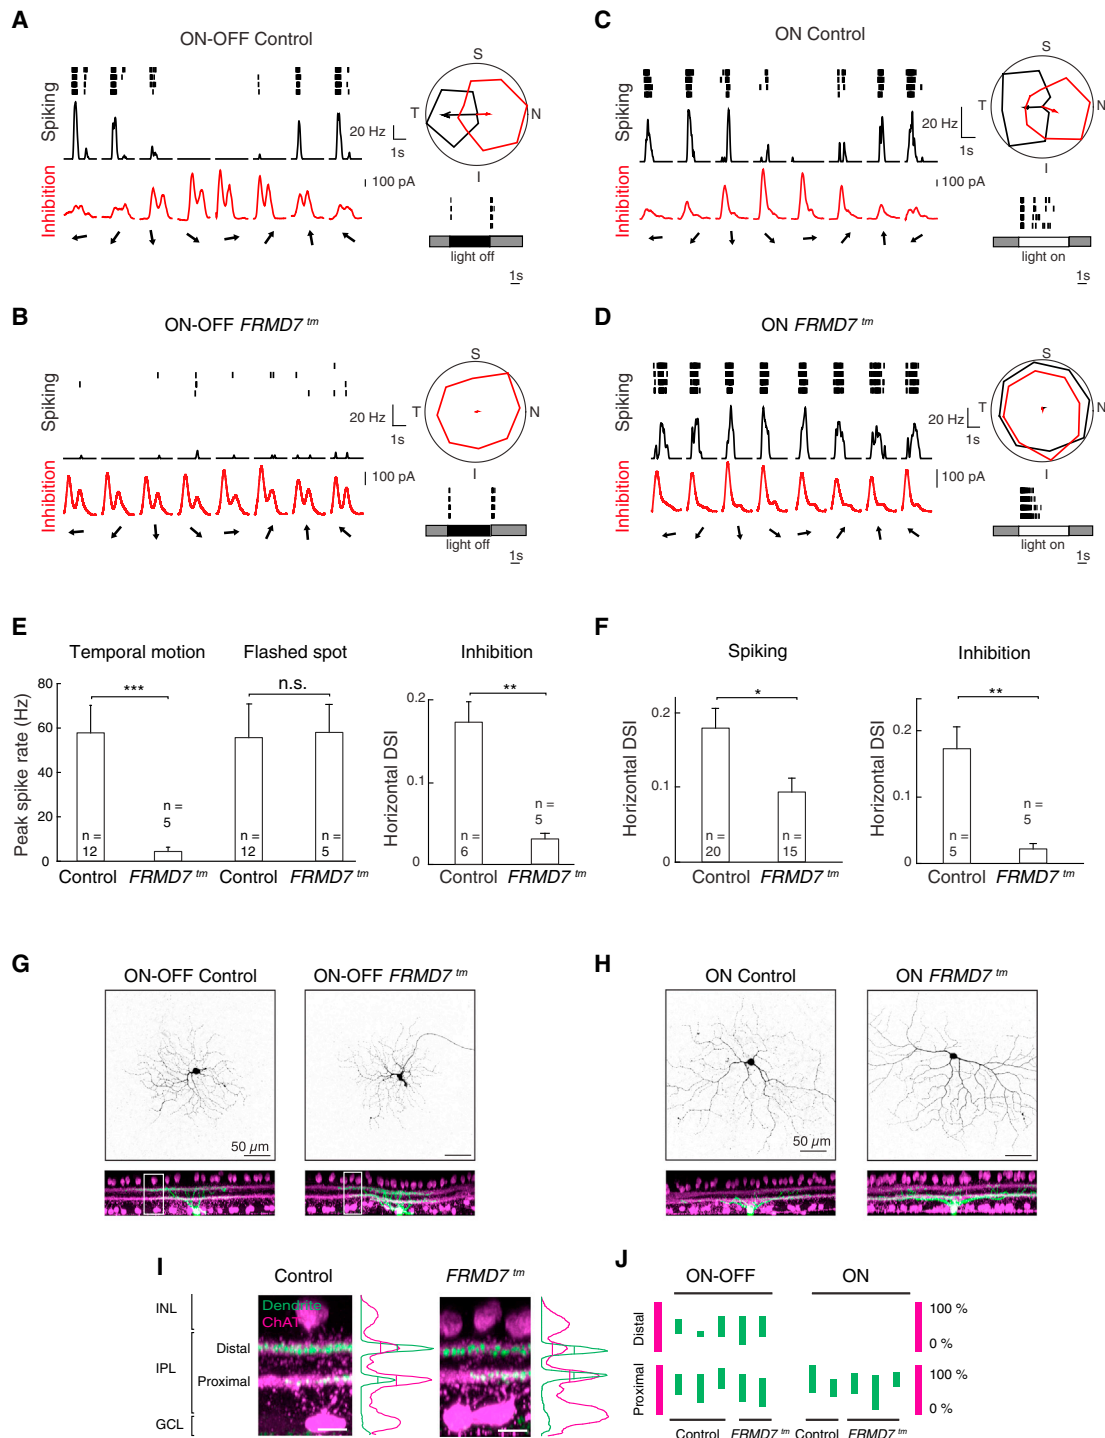 A
ON-OFF Control
Spiking
Inhibition
20 Hz
1s
100 pA
S
T
N
I
light off
1s
C
ON Control
20 Hz
1s
Spiking
Inhibition
100 pA
S
T
N
I
light on
1s
B
ON-OFF FRMD7 tm
Spiking
Inhibition
20 Hz
1s
100 pA
S
T
N
I
light off
1s
D
ON FRMD7 tm
Spiking
Inhibition
20 Hz
1s
100 pA
S
T
N
I
light on
1s
E
Temporal motion
Flashed spot
Inhibition
Peak spike rate (Hz)
80
60
40
20
0
***
n.s.
n =
12
n =
5
n =
12
n =
5
Control
FRMD7 tm
Control
FRMD7 tm
Horizontal DSI
0.2
0.1
0
**
n =
6
n =
5
Control
FRMD7 tm
F
Spiking
Inhibition
Horizontal DSI
0.2
0.1
0
*
n =
20
n =
15
Control
FRMD7 tm
Horizontal DSI
0.2
0.1
0
**
n =
5
n =
5
Control
FRMD7 tm
G
ON-OFF Control
ON-OFF FRMD7 tm
50 µm
H
ON Control
ON FRMD7 tm
50 µm
I
Control
FRMD7 tm
INL
IPL
GCL
Dendrite
ChAT
Distal
Proximal
J
ON-OFF
ON
Distal
Proximal
100 %
0 %
100 %
0 %
Control
FRMD7 tm
Control
FRMD7 tm